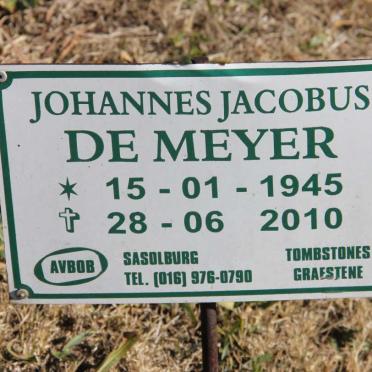 JOHANNES JACOBUS
DE MEYER
✶ 15 - 01 - 1945
✞ 28 - 06 2010
AVBOB SASOLBURG TOMBSTONES
TEL. (016) 976-0790 GRAFSTENE